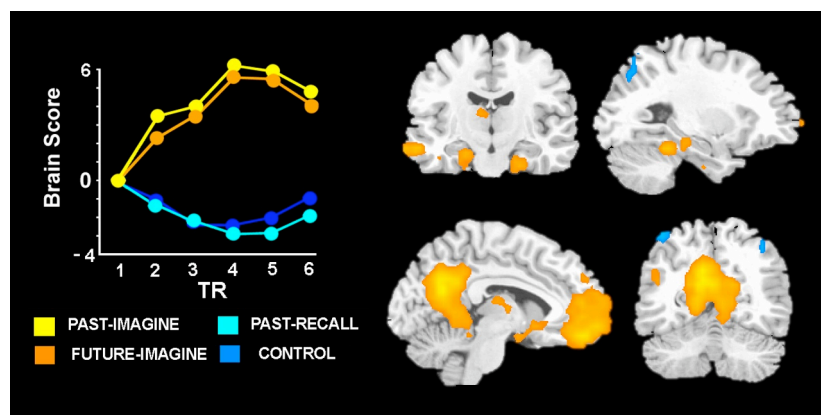 6
0
- 4
Brain Score
1 2 3 4 5 6
TR
PAST-IMAGINE
PAST-RECALL
FUTURE-IMAGINE
CONTROL